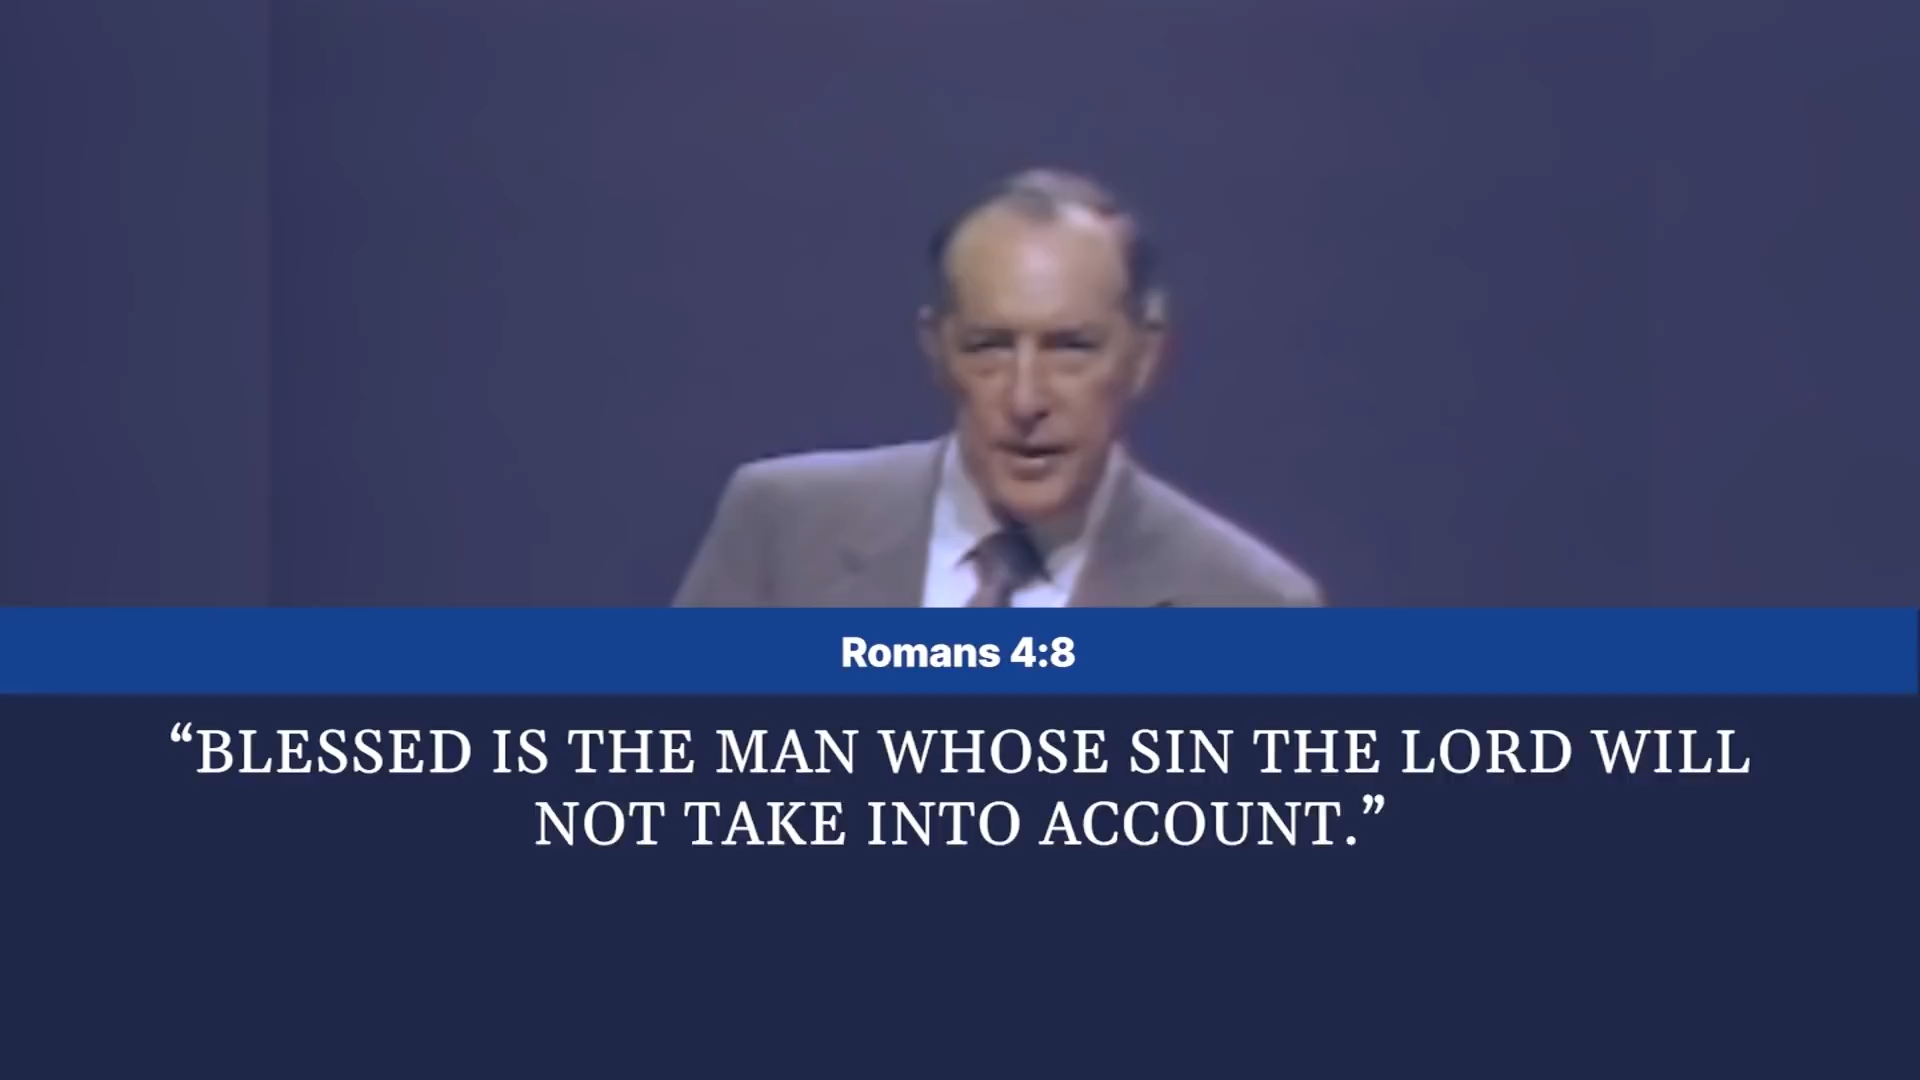 Romans 4:8
“BLESSED IS THE MAN WHOSE SIN THE LORD WILL
NOT TAKE INTO ACCOUNT.”